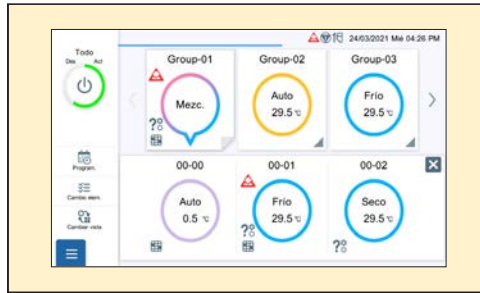 24/03/2021 Mié 04:26 PM
Todo
Des Act
Group-01
Group-02
Group-03
Mezc.
Auto
29.5 °C
Frío
29.5 °C
Program.
Cambio elem.
Cambiar vista
00-00
00-01
00-02
Auto
0.5 °C
Frío
29.5 °C
Seco
29.5 °C